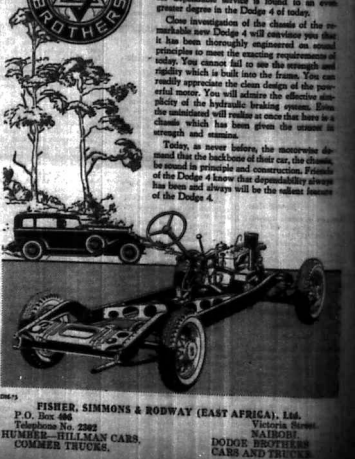 BROTHERS
greater degree in the Dodge 4 of today.
Close investigation of the chassis of the re-
markable new Dodge 4 will convince you that
it has been thoroughly engineered on sound
principles to meet the exacting requirements of
today. You cannot fail to see the strength and
rigidity which is built into the frame. You can
readily appreciate the clean design of the pow-
erful motor. You will admire the effective sim-
plicity of the hydraulic braking system. Even
the unmechanical will realize at once that here is a
chassis which has been given the utmost in
strength and stamina.
Today, as never before, the motorwise de-
mand that the backbone of their car, the chassis,
be sound in principle and construction. Friends
of the Dodge 4 know that dependability always
has been and always will be the salient feature
of the Dodge 4.
FISHER, SIMMONS & RODWAY (EAST AFRICA), Ltd.
P.O. Box 406
Telephone No. 2302
HUMBER—HILLMAN CARS,
COMMER TRUCKS,
Victoria Street,
NAIROBI.
DODGE BROTHERS
CARS AND TRUCKS